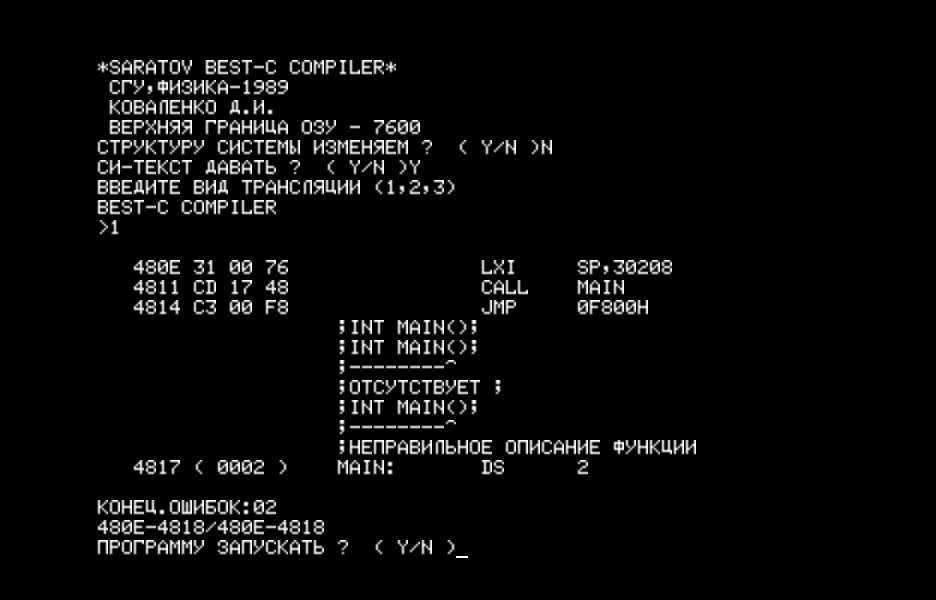 *SARATOV BEST-C COMPILER*
СГУ,ФИЗИКА-1989
КОВАЛЕНКО Д.И.
ВЕРХНЯЯ ГРАНИЦА ОЗУ - 7600
СТРУКТУРУ СИСТЕМЫ ИЗМЕНЯЕМ ? ( Y/N )N
СИ-ТЕКСТ ДАВАТЬ ? ( Y/N )Y
ВВЕДИТЕ ВИД ТРАНСЛЯЦИИ (1,2,3)
BEST-C COMPILER
>1
480E 31 00 76 LXI SP,30208
4811 CD 17 48 CALL MAIN
4814 C3 00 F8 JMP 0F800H
;INT MAIN();
;INT MAIN();
;--------^
;ОТСУТСТВУЕТ ;
;INT MAIN();
;--------^
;НЕПРАВИЛЬНОЕ ОПИСАНИЕ ФУНКЦИИ
4817 ( 0002 ) MAIN: DS 2
КОНЕЦ.ОШИБОК:02
480E-4818/480E-4818
ПРОГРАММУ ЗАПУСКАТЬ ? ( Y/N )_